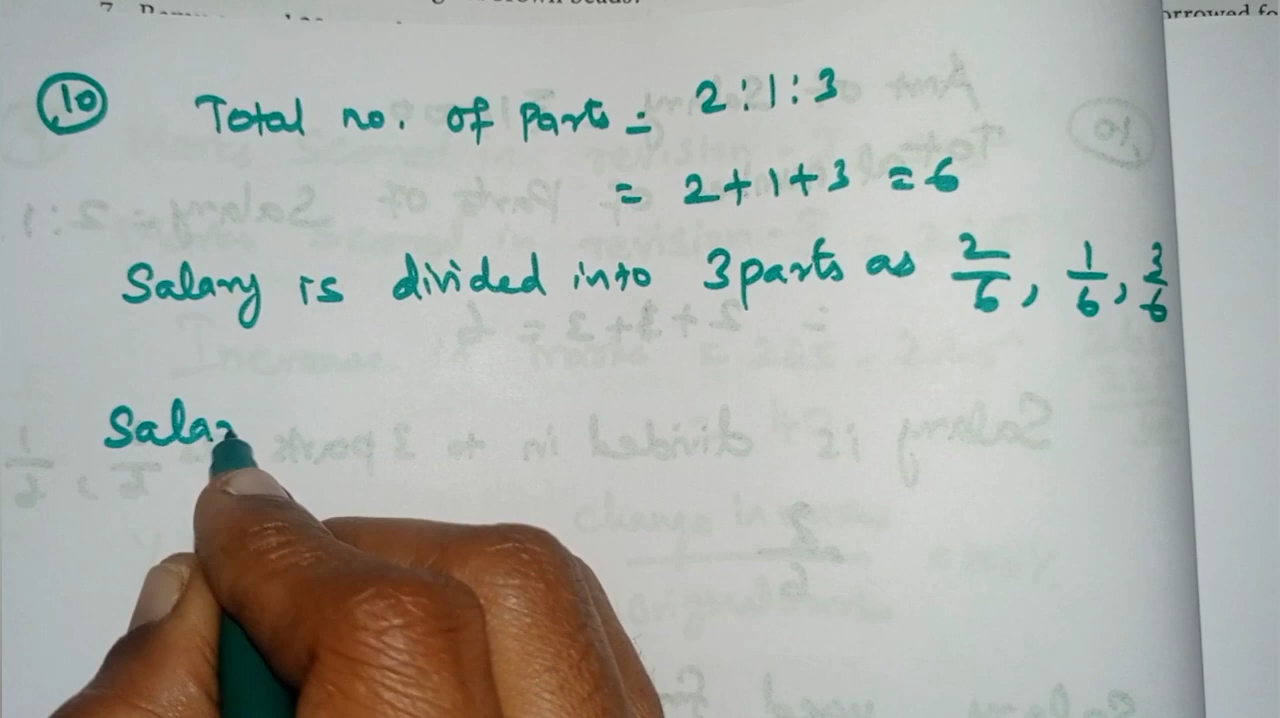 10 Total no. of parts = 2:1:3
= 2+1+3 = 6
Salary is divided into 3 parts as 2/6, 1/6, 3/6
Sala